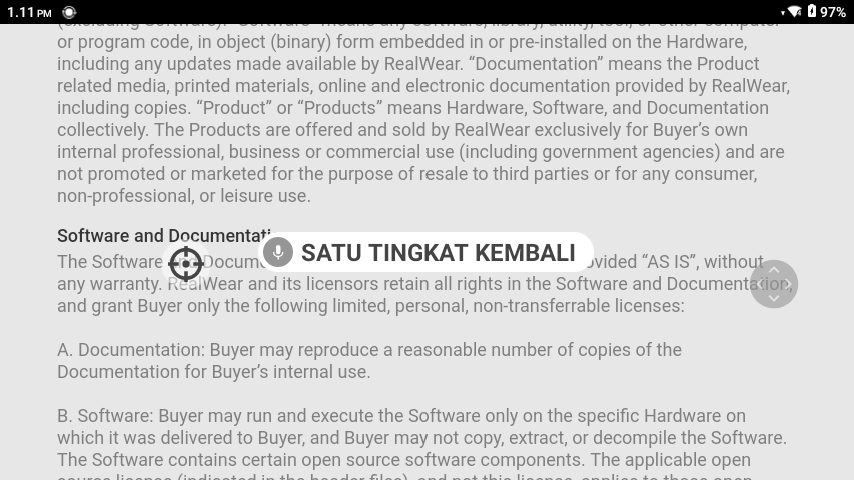 1.11 PM 97%
or program code, in object (binary) form embedded in or pre-installed on the Hardware,
including any updates made available by RealWear. “Documentation” means the Product
related media, printed materials, online and electronic documentation provided by RealWear,
including copies. “Product” or “Products” means Hardware, Software, and Documentation
collectively. The Products are offered and sold by RealWear exclusively for Buyer’s own
internal professional, business or commercial use (including government agencies) and are
not promoted or marketed for the purpose of resale to third parties or for any consumer,
non-professional, or leisure use.
Software and Documentati
SATU TINGKAT KEMBALI
The Software Docum ovided “AS IS”, without
any warranty. RealWear and its licensors retain all rights in the Software and Documentation,
and grant Buyer only the following limited, personal, non-transferrable licenses:
A. Documentation: Buyer may reproduce a reasonable number of copies of the
Documentation for Buyer’s internal use.
B. Software: Buyer may run and execute the Software only on the specific Hardware on
which it was delivered to Buyer, and Buyer may not copy, extract, or decompile the Software.
The Software contains certain open source software components. The applicable open